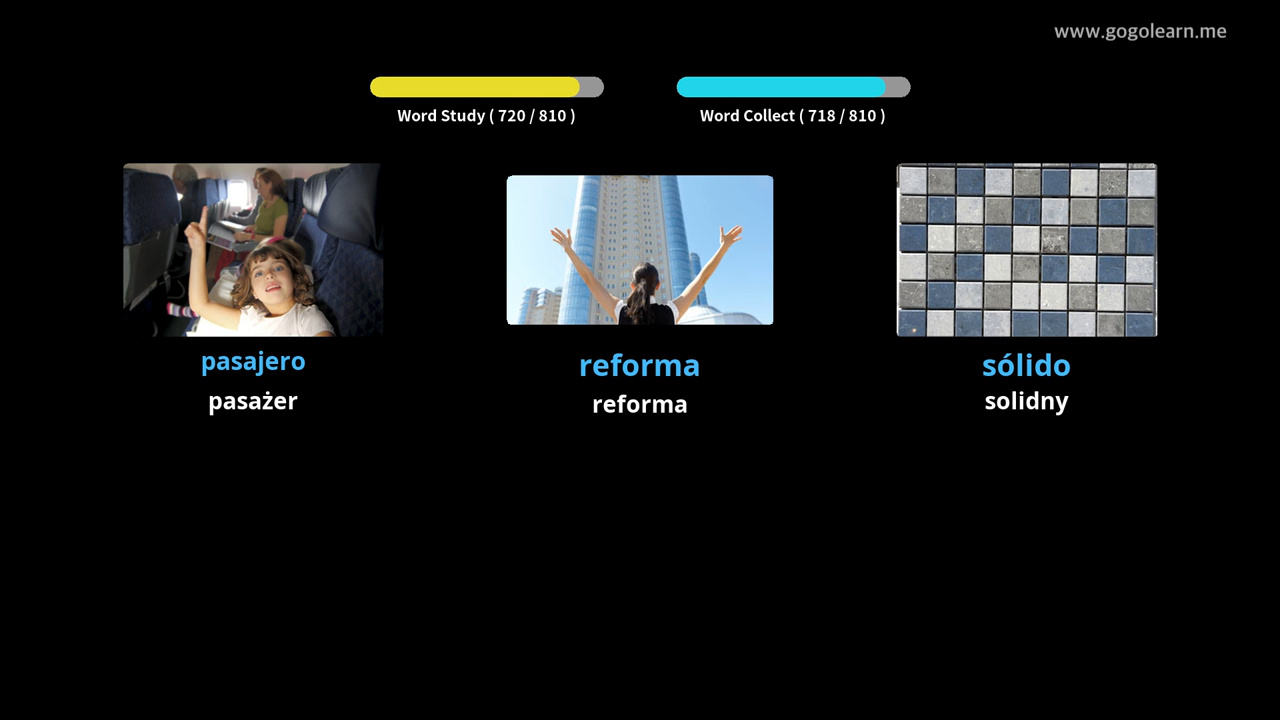 www.gogolearn.me
Word Study ( 720 / 810 )
Word Collect ( 718 / 810 )
pasajero
pasażer
reforma
reforma
sólido
solidny